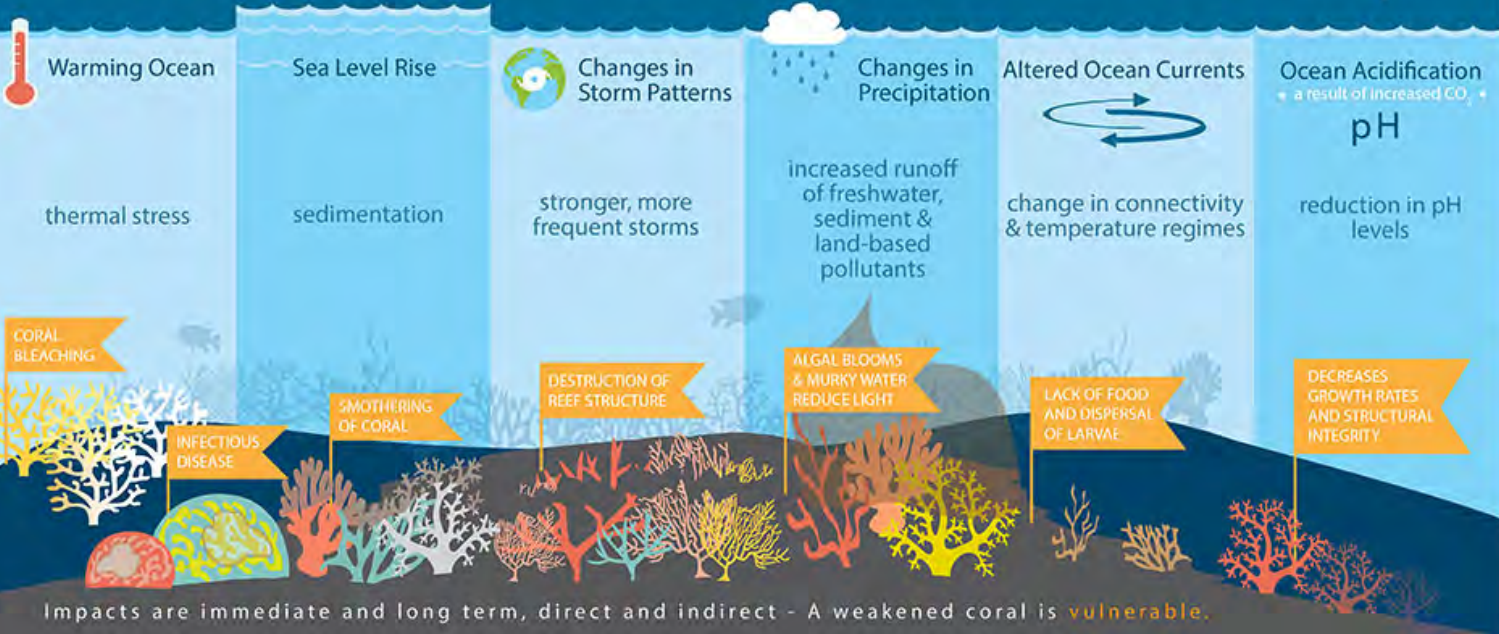 Warming Ocean
thermal stress
CORAL
BLEACHING
INFECTIOUS
DISEASE
Sea Level Rise
sedimentation
SMOTHERING
OF CORAL
Changes in
Storm Patterns
stronger, more
frequent storms
DESTRUCTION OF
REEF STRUCTURE
Changes in
Precipitation
increased runoff
of freshwater,
sediment &
land-based
pollutants
ALGAL BLOOMS
& MURKY WATER
REDUCE LIGHT
Altered Ocean Currents
change in connectivity
& temperature regimes
LACK OF FOOD
AND DISPERSAL
OF LARVAE
Ocean Acidification
• a result of increased CO₂ •
pH
reduction in pH
levels
DECREASES
GROWTH RATES
AND STRUCTURAL
INTEGRITY.
Impacts are immediate and long term, direct and indirect - A weakened coral is vulnerable.